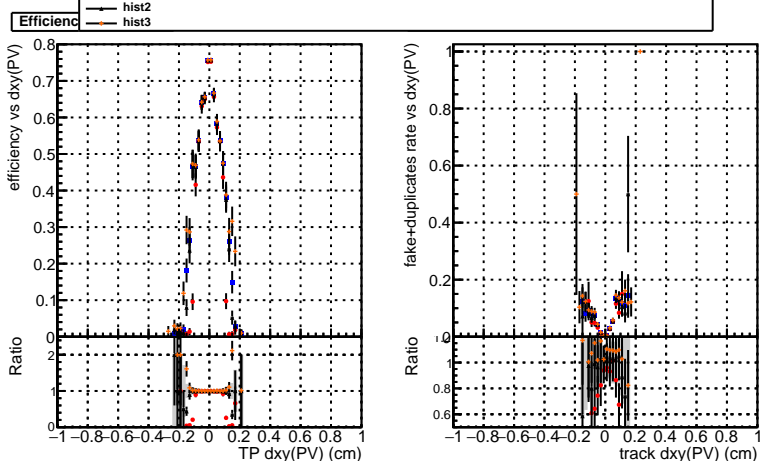 hist2
Efficienc
hist3
efficiency vs dxy(PV)
0.8
0.7
0.6
0.5
0.4
0.3
0.2
0.1
0
Ratio
2
1
0
−1 −0.8 −0.6 −0.4 −0.2 0 0.2 0.4 0.6 0.8 1
TP dxy(PV) (cm)
fake+duplicates rate vs dxy(PV)
1
0.8
0.6
0.4
0.2
Ratio
1.0
0.8
0.6
−1 −0.8 −0.6 −0.4 −0.2 0 0.2 0.4 0.6 0.8 1
track dxy(PV) (cm)